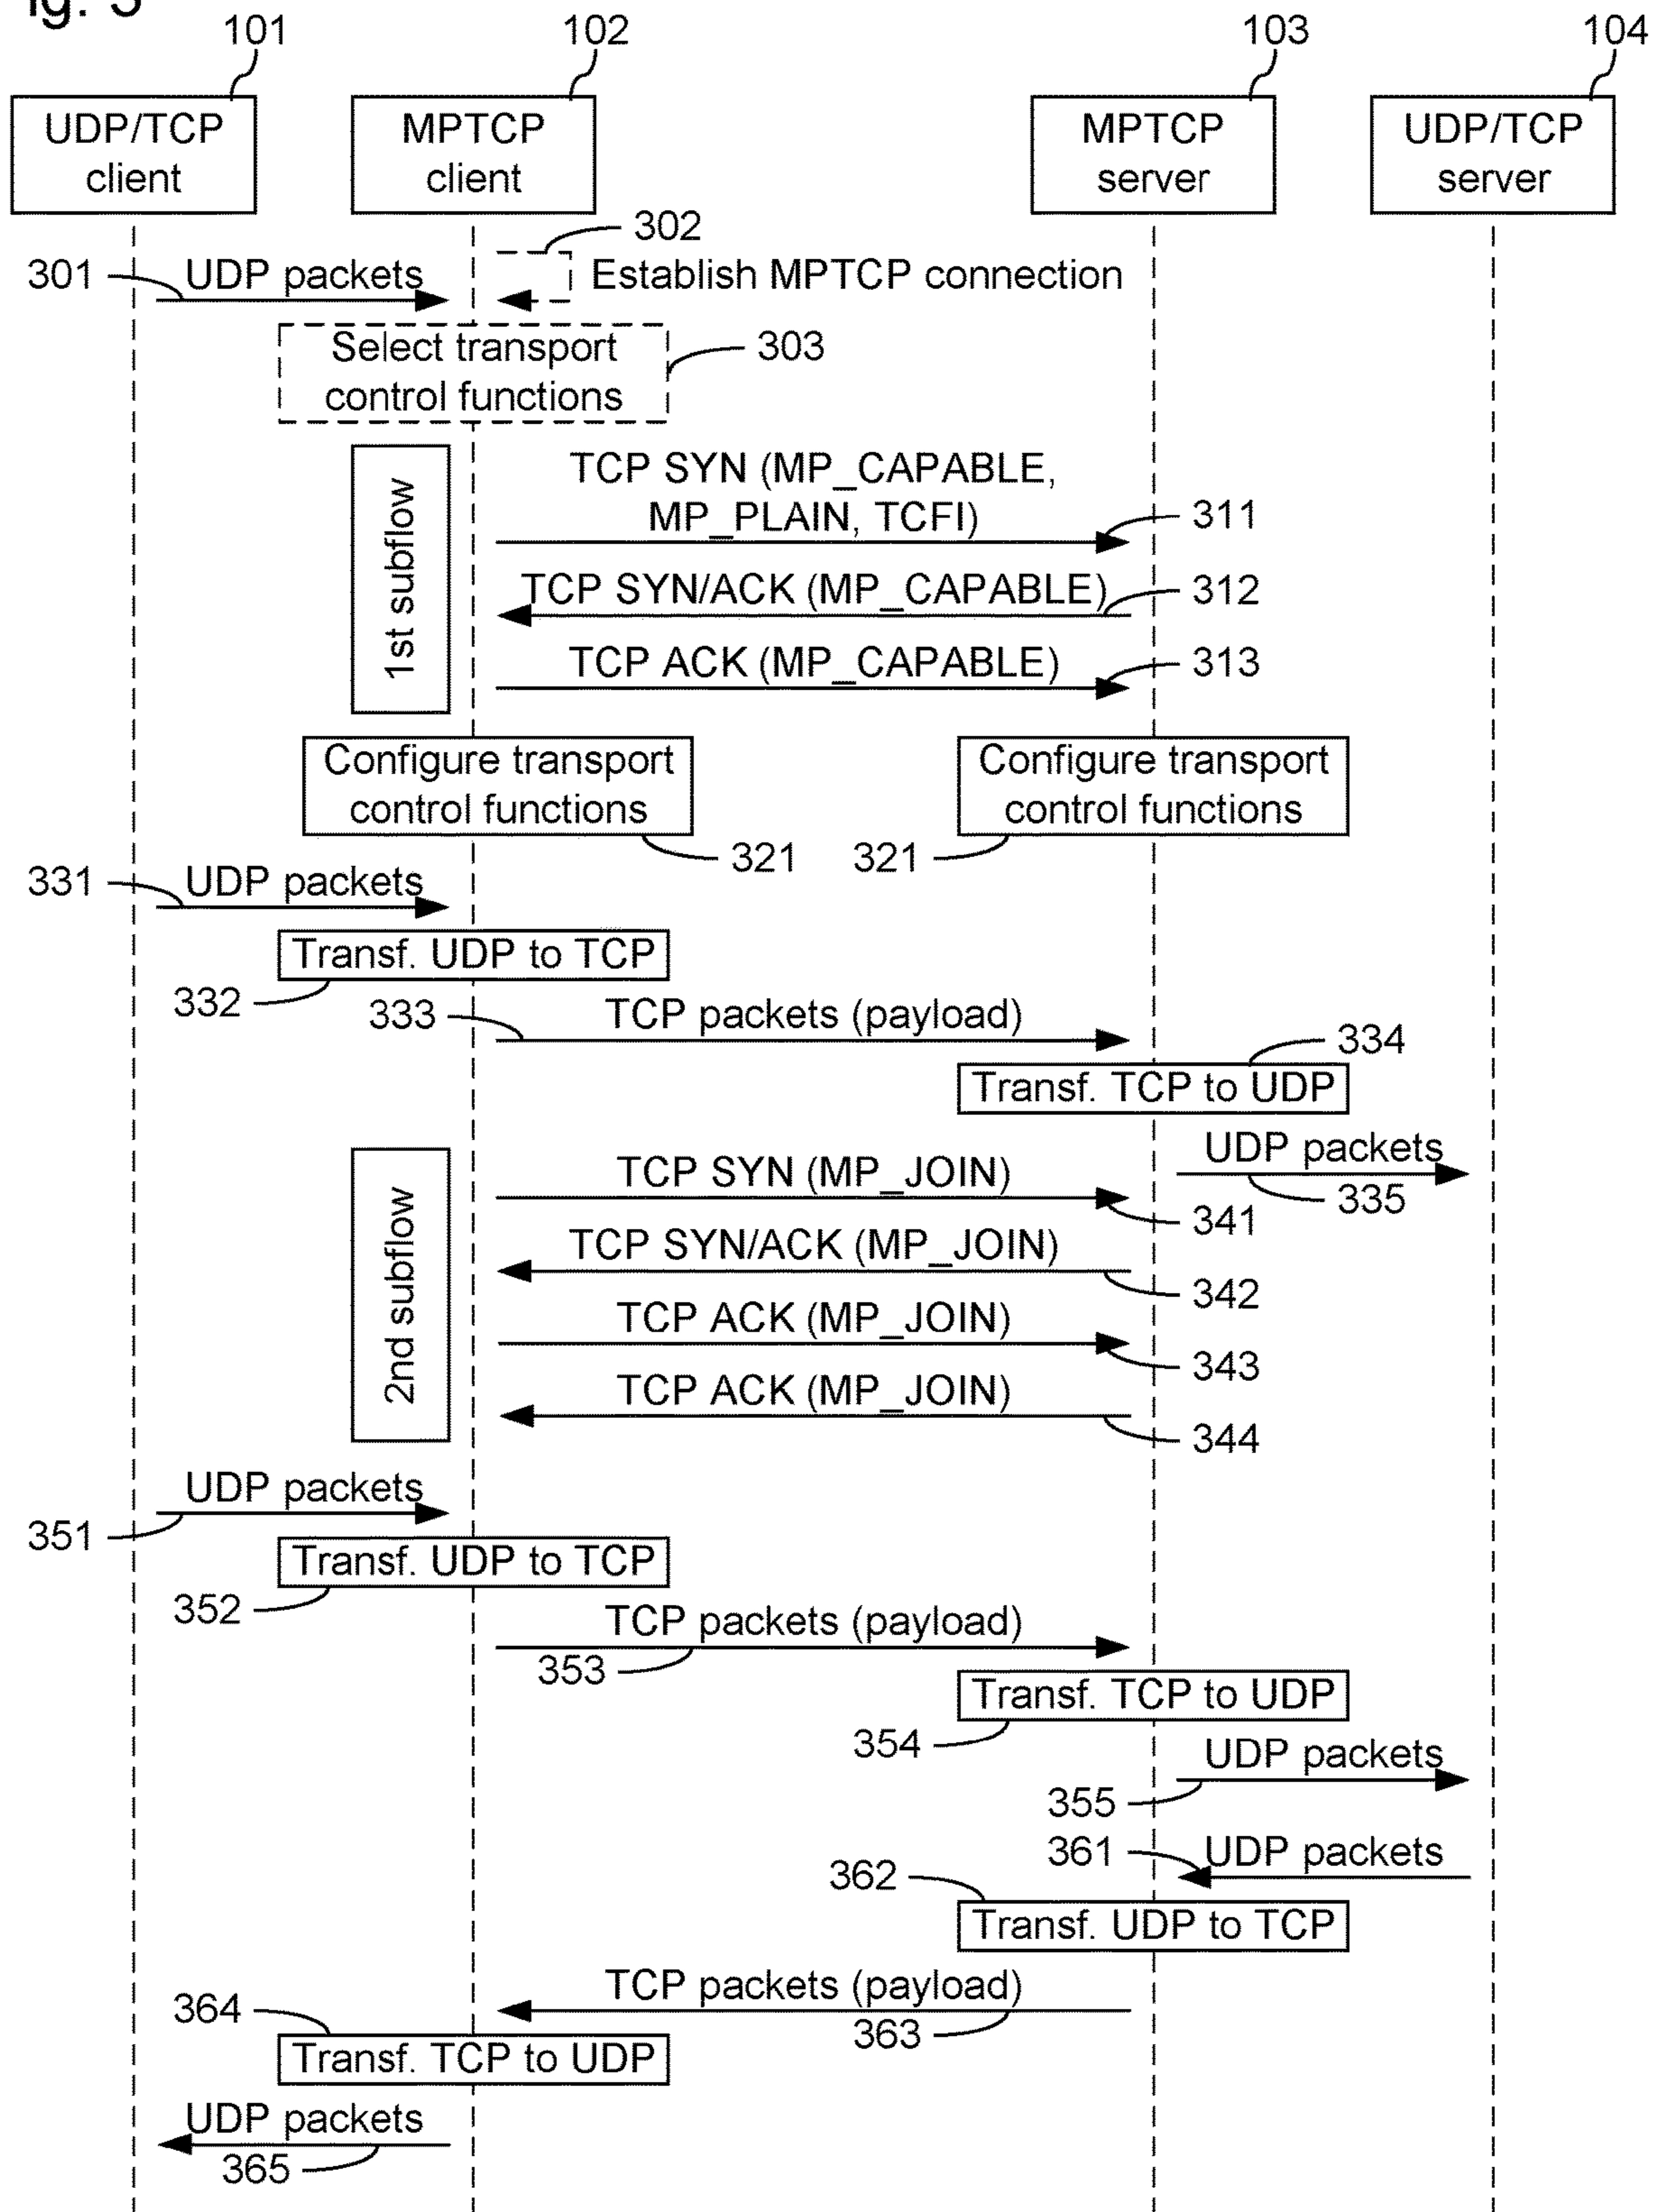 ig. 3
101
102
103
104
UDP/TCP
client
MPTCP
client
MPTCP
server
UDP/TCP
server
302
301
UDP packets
Establish MPTCP connection
Select transport
control functions
303
1st subflow
TCP SYN (MP_CAPABLE,
MP_PLAIN, TCFI)
311
TCP SYN/ACK (MP_CAPABLE)
312
TCP ACK (MP_CAPABLE)
313
Configure transport
control functions
321
Configure transport
control functions
321
331
UDP packets
Transf. UDP to TCP
332
333
TCP packets (payload)
334
Transf. TCP to UDP
UDP packets
335
2nd subflow
TCP SYN (MP_JOIN)
341
TCP SYN/ACK (MP_JOIN)
342
TCP ACK (MP_JOIN)
343
TCP ACK (MP_JOIN)
344
UDP packets
351
Transf. UDP to TCP
352
TCP packets (payload)
353
Transf. TCP to UDP
354
UDP packets
355
361
UDP packets
362
Transf. UDP to TCP
TCP packets (payload)
363
364
Transf. TCP to UDP
UDP packets
365